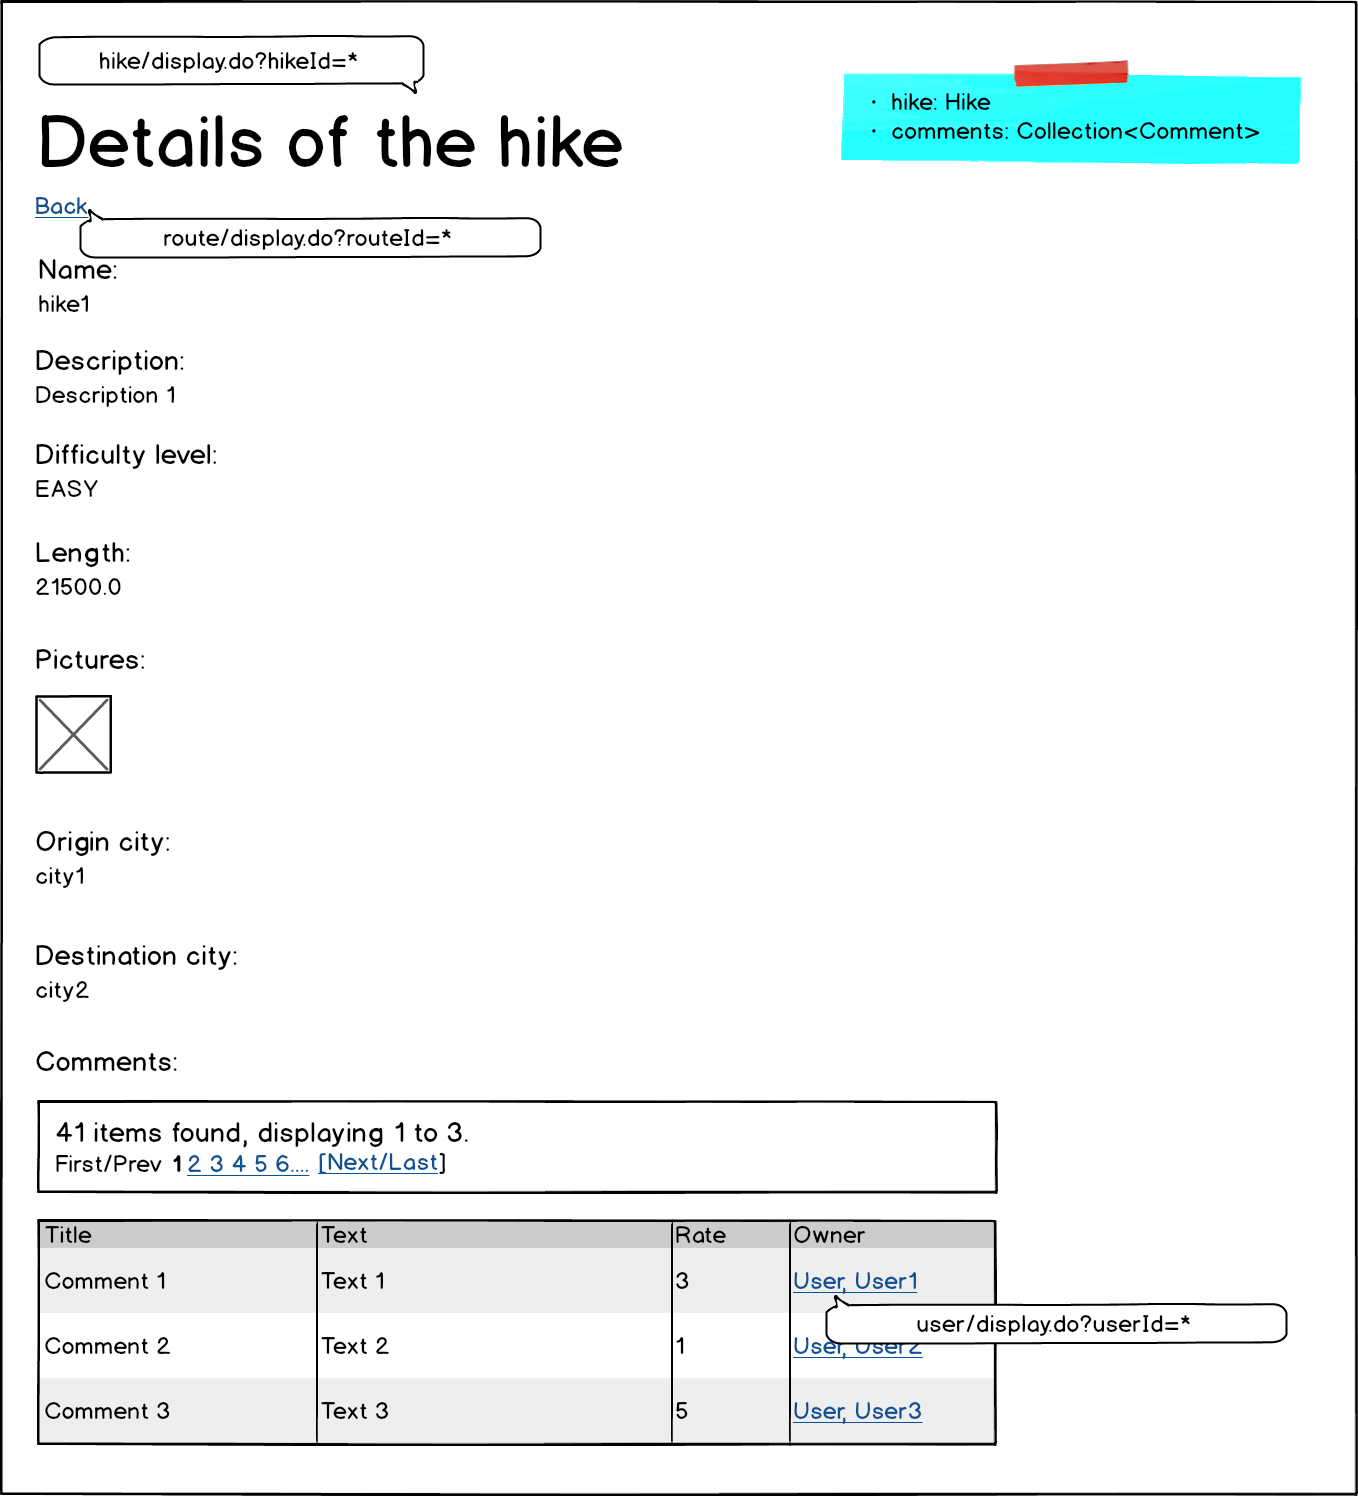 hike/display.do?hikeId=*
· hike: Hike
· comments: Collection<Comment>
Details of the hike
Back
route/display.do?routeId=*
Name:
hike1
Description:
Description 1
Difficulty level:
EASY
Length:
21500.0
Pictures:
Origin city:
city1
Destination city:
city2
Comments:
41 items found, displaying 1 to 3.
First/Prev 1 2 3 4 5 6.... [Next/Last]
Title Text Rate Owner
Comment 1 Text 1 3 User, User1
user/display.do?userId=*
Comment 2 Text 2 1 User, User2
Comment 3 Text 3 5 User, User3